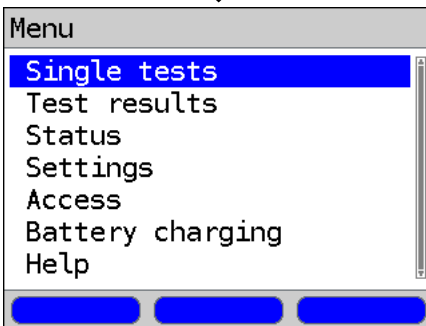 Menu
Single tests
Test results
Status
Settings
Access
Battery charging
Help